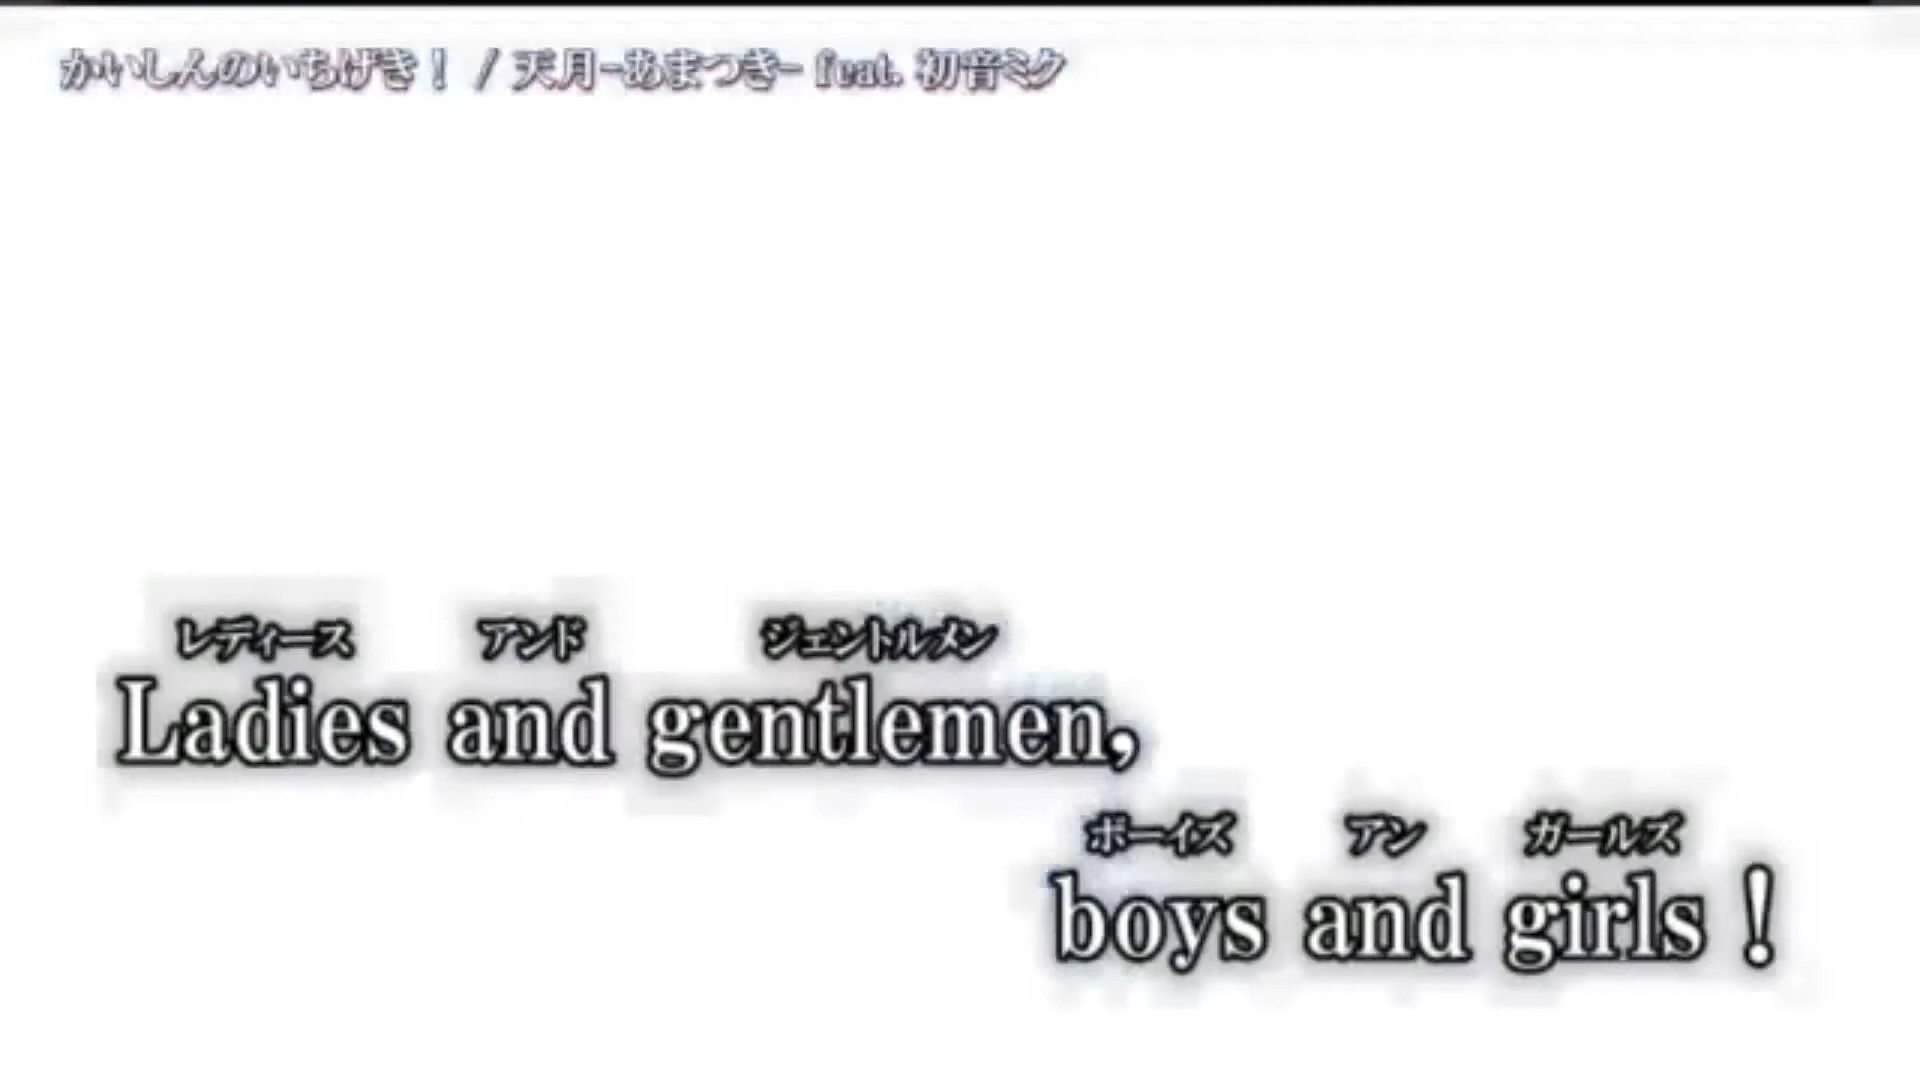 かいしんのいちげき！ / 天月-あまつき- feat. 初音ミク
レディース アンド ジェントルメン
Ladies and gentlemen,
ボーイズ アン ガールズ
boys and girls！